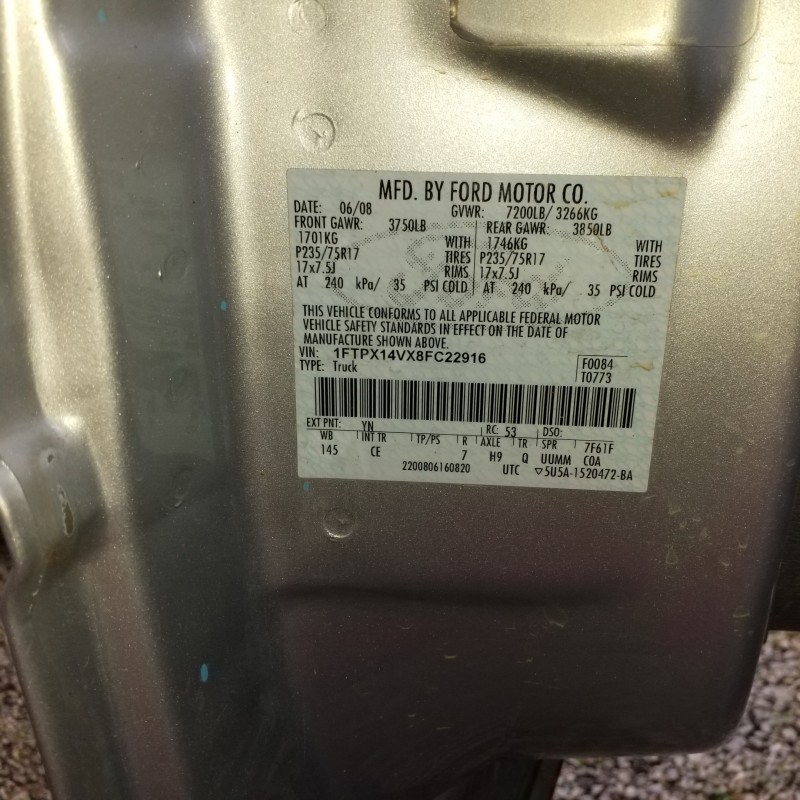 MFD. BY FORD MOTOR CO.
DATE: 06/08 GVWR: 7200LB/ 3266KG
FRONT GAWR: 3750LB REAR GAWR: 3850LB
1701KG WITH 1746KG WITH
P235/75R17 TIRES P235/75R17 TIRES
17x7.5J RIMS 17x7.5J RIMS
AT 240 kPa/ 35 PSI COLD AT 240 kPa/ 35 PSI COLD
THIS VEHICLE CONFORMS TO ALL APPLICABLE FEDERAL MOTOR
VEHICLE SAFETY STANDARDS IN EFFECT ON THE DATE OF
MANUFACTURE SHOWN ABOVE.
VIN: 1FTPX14VX8FC22916 F0084
TYPE: Truck T0773
EXT PNT: YN RC: 53 DSO:
WB INT TR TP/PS R AXLE TR SPR 7F61F
145 CE 7 H9 Q UUMM COA
2200806160820 UTC ▽5U5A-1520472-BA